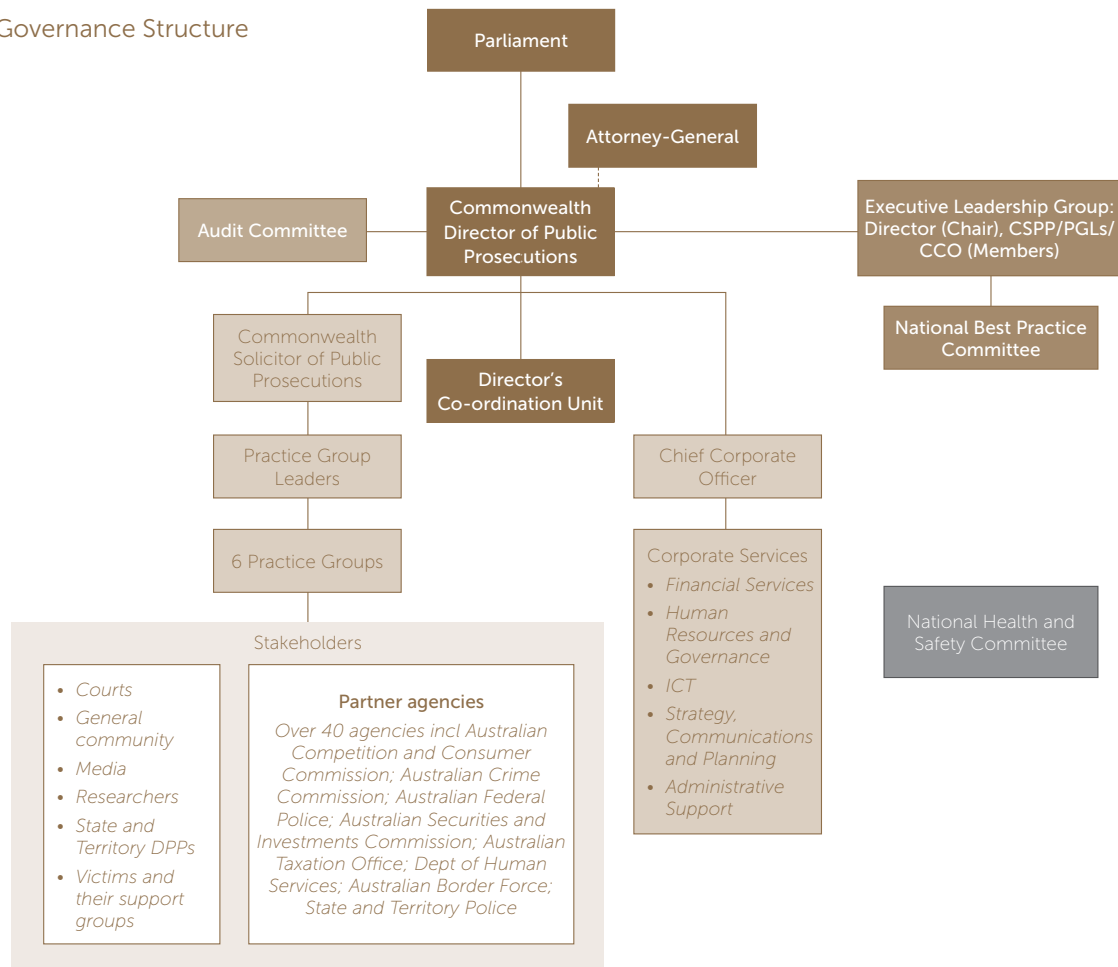 Governance Structure
Parliament
Attorney-General
Commonwealth
Director of Public
Prosecutions
Audit Committee
Executive Leadership Group:
Director (Chair), CSPP/PGLs/
CCO (Members)
National Best Practice
Committee
Commonwealth
Solicitor of Public
Prosecutions
Director's
Co-ordination Unit
Practice Group
Leaders
Chief Corporate
Officer
6 Practice Groups
Corporate Services
• Financial Services
• Human
Resources and
Governance
• ICT
• Strategy,
Communications
and Planning
• Administrative
Support
National Health and
Safety Committee
Stakeholders
• Courts
• General
community
• Media
• Researchers
• State and
Territory DPPs
• Victims and
their support
groups
Partner agencies
Over 40 agencies incl Australian
Competition and Consumer
Commission; Australian Crime
Commission; Australian Federal
Police; Australian Securities and
Investments Commission; Australian
Taxation Office; Dept of Human
Services; Australian Border Force;
State and Territory Police